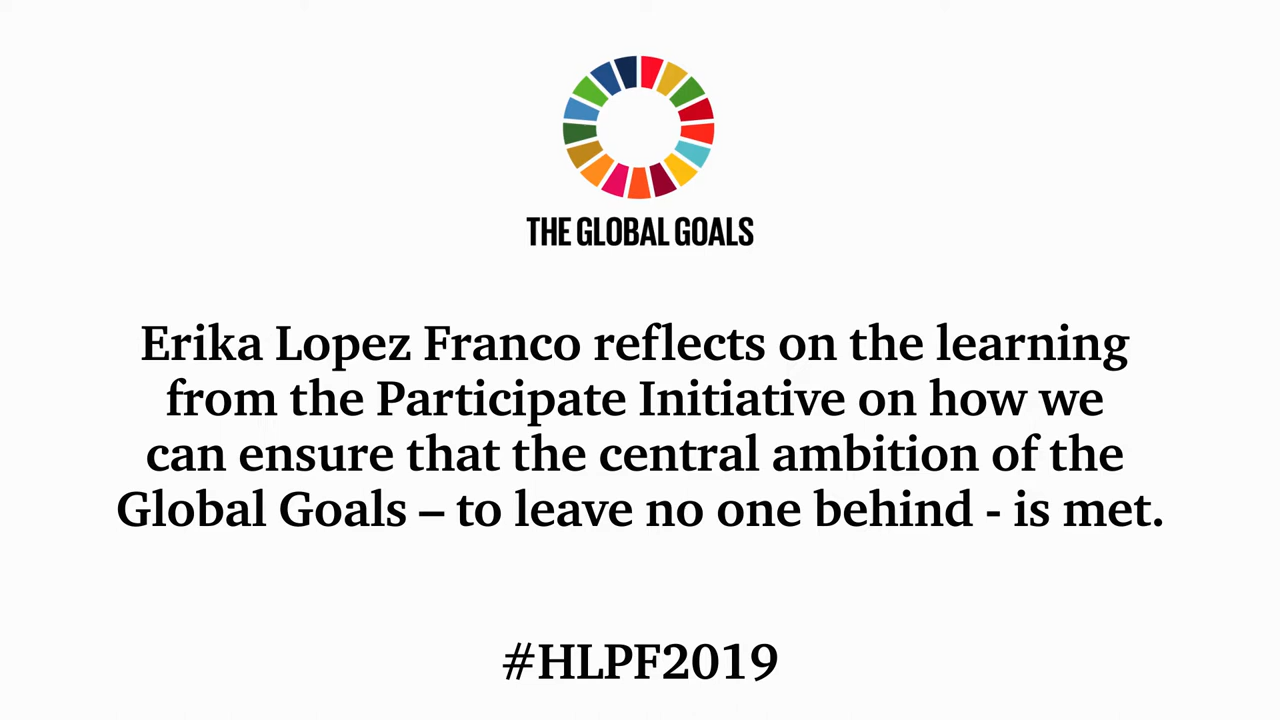 THE GLOBAL GOALS
Erika Lopez Franco reflects on the learning
from the Participate Initiative on how we
can ensure that the central ambition of the
Global Goals – to leave no one behind - is met.
#HLPF2019